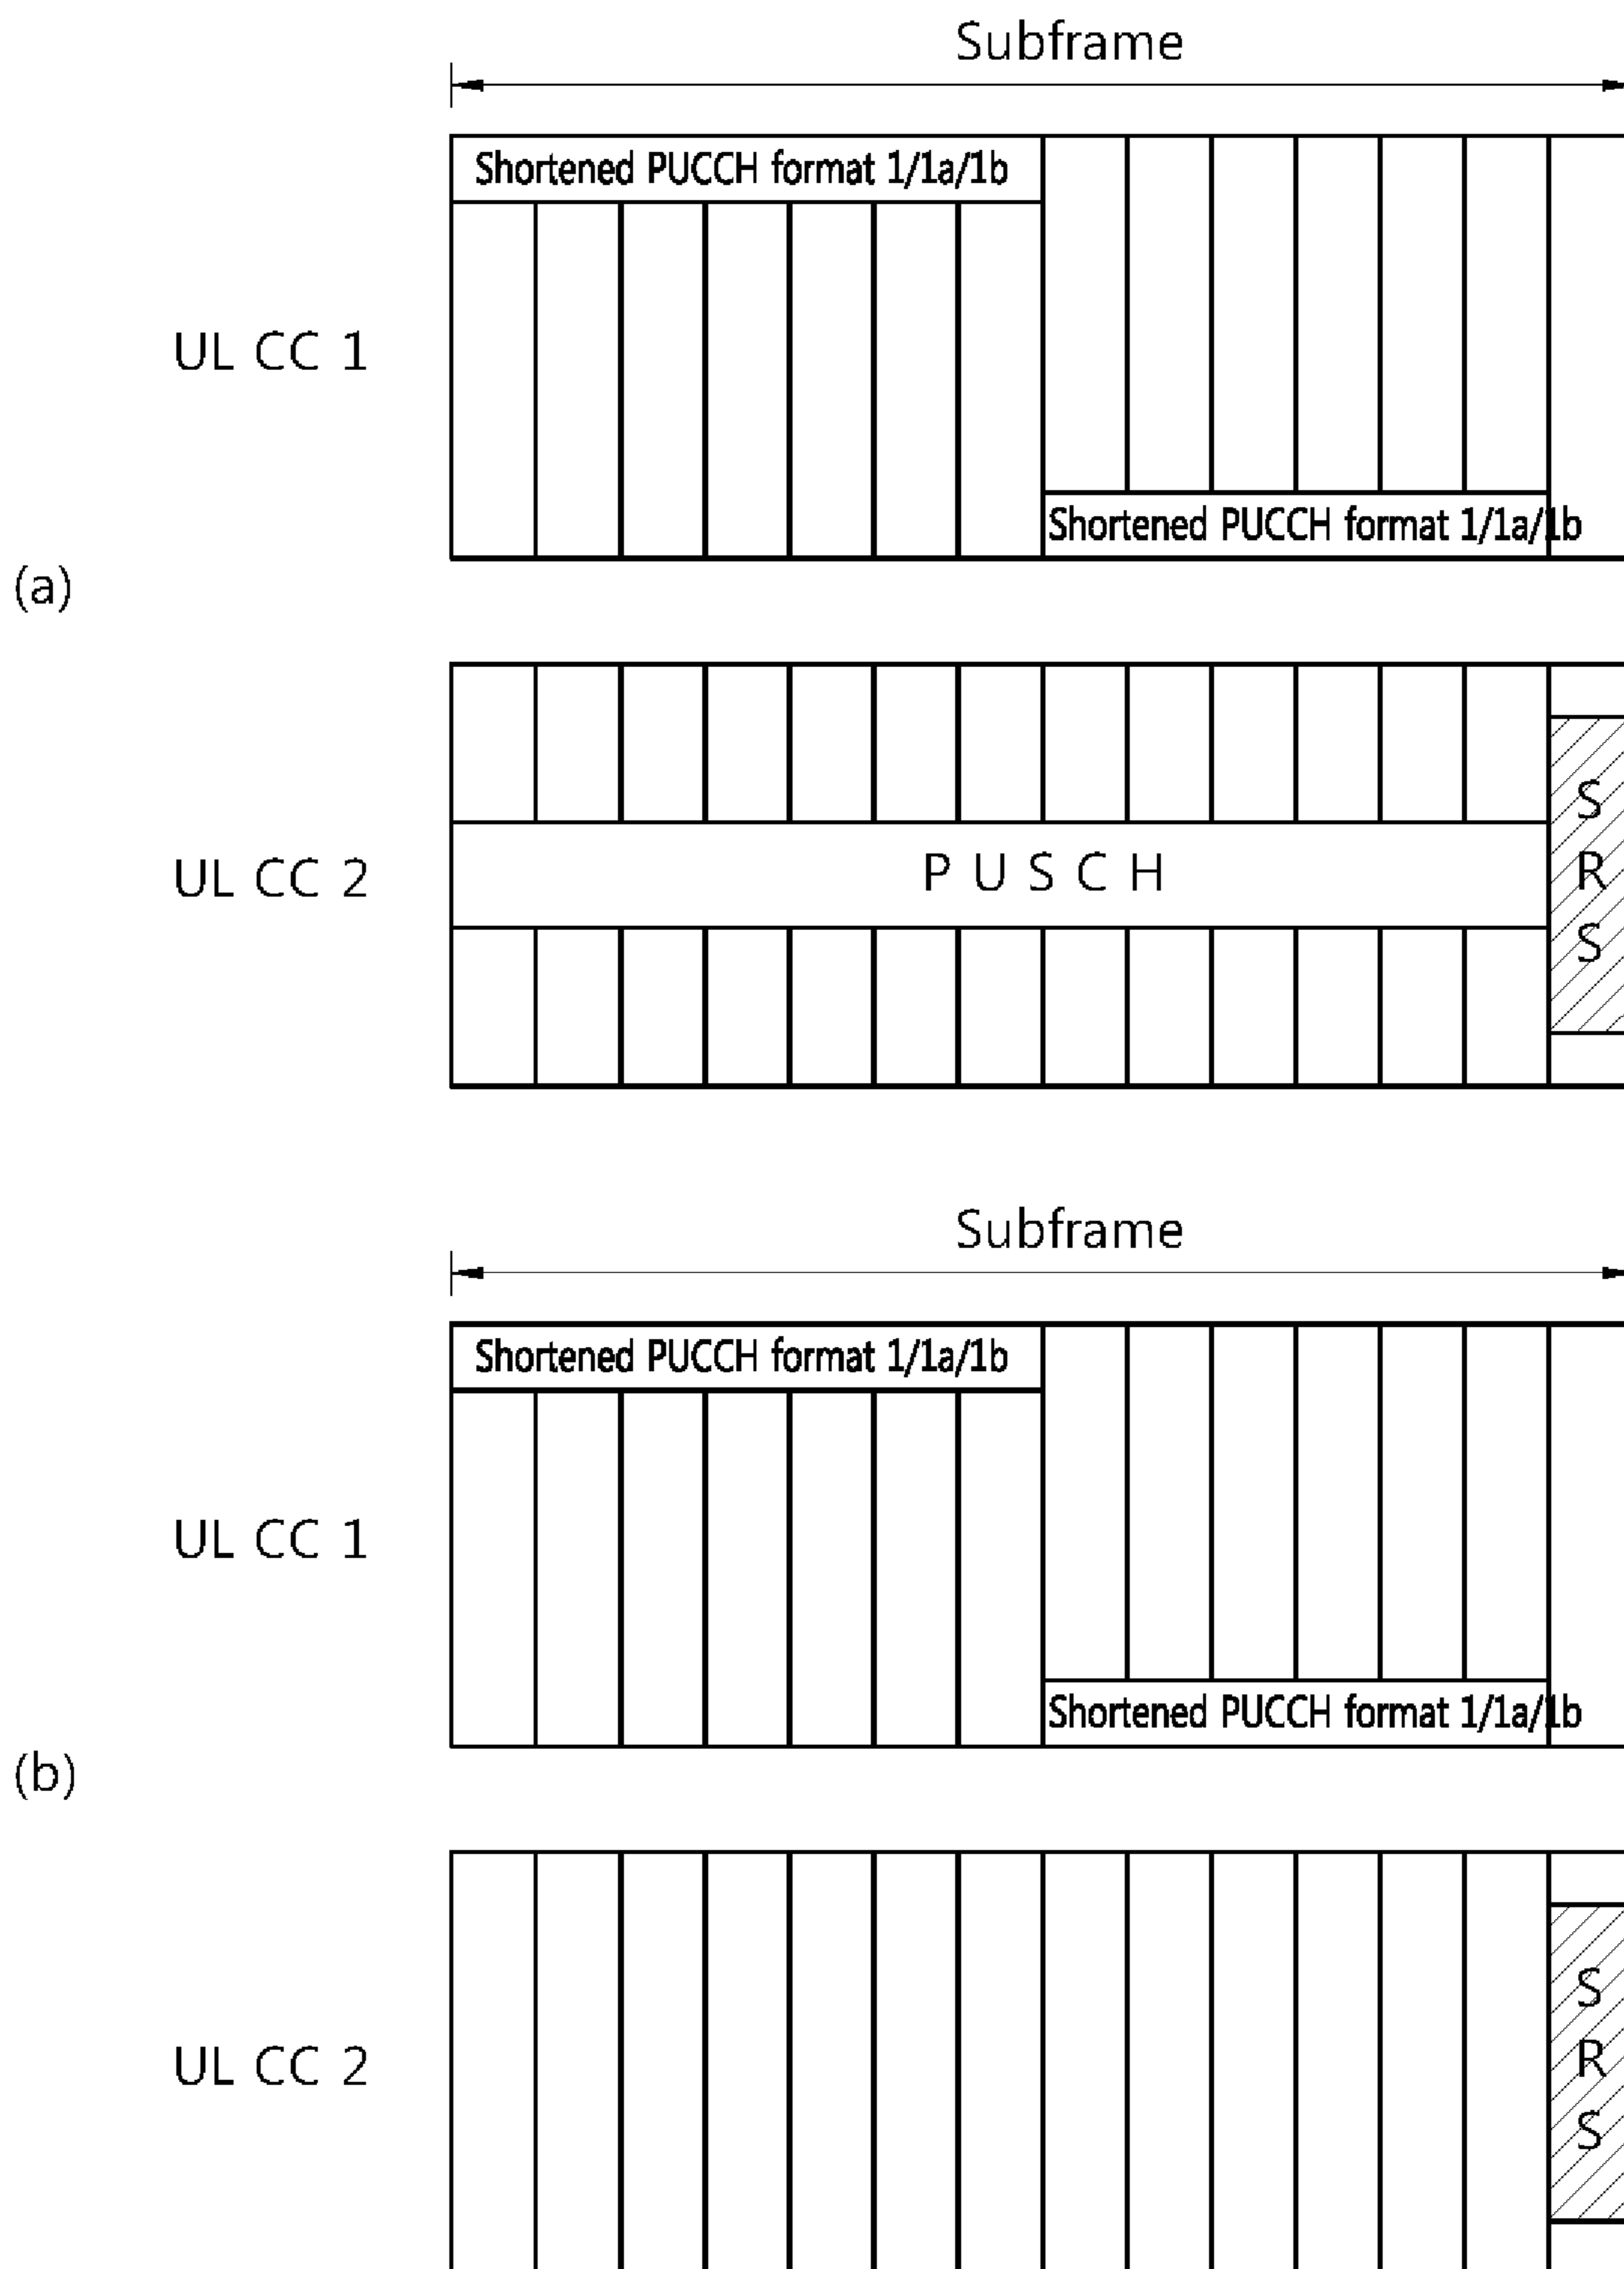 Subframe
Shortened PUCCH format 1/1a/1b
UL CC 1
Shortened PUCCH format 1/1a/1b
(a)
UL CC 2
P U S C H
S
R
S
Subframe
Shortened PUCCH format 1/1a/1b
UL CC 1
Shortened PUCCH format 1/1a/1b
(b)
UL CC 2
S
R
S